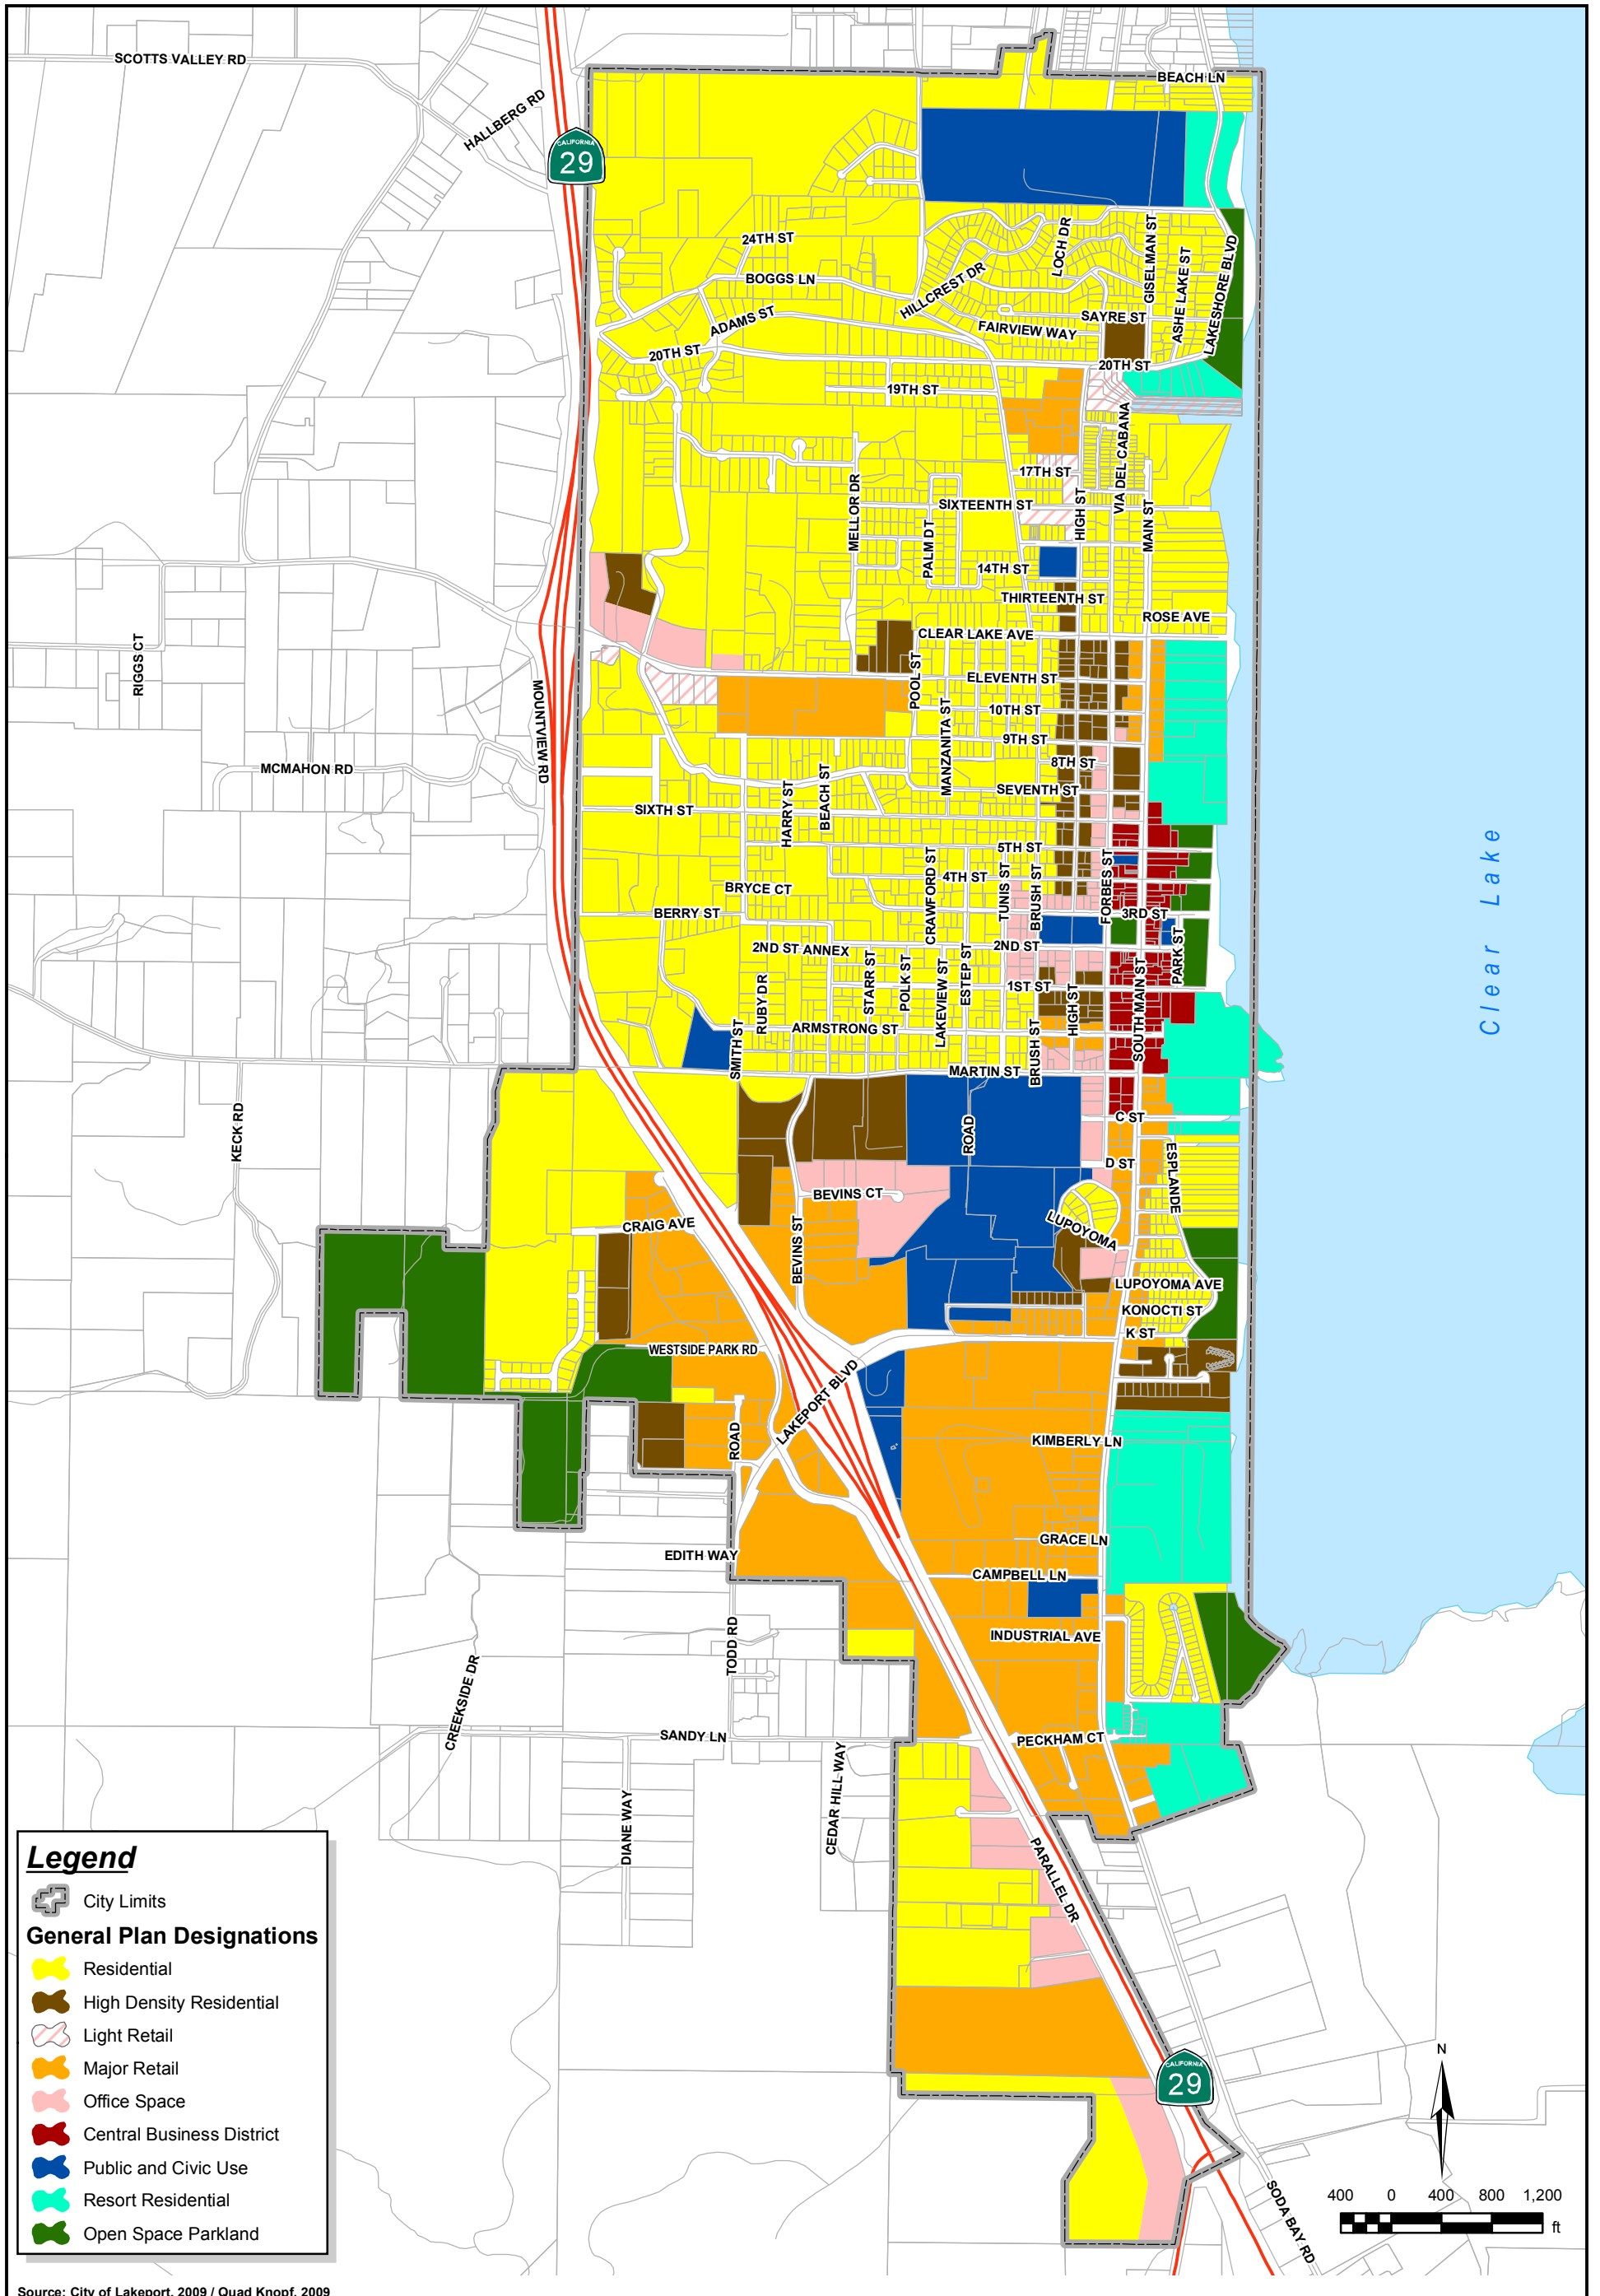 SCOTTS VALLEY RD
HALLBERG RD
CALIFORNIA
29
BEACH LN
24TH ST
BOGGS LN
HILLCREST DR
LOCH DR
GISELMAN ST
ASHE LAKE ST
LAKESHORE BLVD
ADAMS ST
FAIRVIEW WAY
SAYRE ST
20TH ST
20TH ST
19TH ST
VIA DEL CABANA
17TH ST
MELLOR DR
SIXTEENTH ST
HIGH ST
MAIN ST
PALM DT
14TH ST
THIRTEENTH ST
ROSE AVE
CLEAR LAKE AVE
RIGGS CT
MOUNTVIEW RD
POOL ST
ELEVENTH ST
MANZANITA ST
10TH ST
9TH ST
8TH ST
MCMAHON RD
SEVENTH ST
SIXTH ST
HARRY ST
BEACH ST
5TH ST
Clear Lake
CRAWFORD ST
4TH ST
TUNIS ST
BRUSH ST
FORBES ST
BRYCE CT
BERRY ST
3RD ST
2ND ST ANNEX
2ND ST
PARK ST
STARR ST
POLK ST
LAKEVIEW ST
ESTEP ST
1ST ST
HIGH ST
SOUTH MAIN ST
RUBY DR
ARMSTRONG ST
SMITH ST
BRUSH ST
MARTIN ST
KECK RD
C ST
ROAD
D ST
ESPLANDE
BEVINS CT
CRAIG AVE
BEVINS ST
LUPOYOMA
LUPOYOMA AVE
KONOCTI ST
K ST
WESTSIDE PARK RD
LAKEPORT BLVD
ROAD
KIMBERLY LN
GRACE LN
EDITH WAY
CAMPBELL LN
TODD RD
INDUSTRIAL AVE
CREEKSIDE DR
SANDY LN
PECKHAM CT
DIANE WAY
CEDAR HILL WAY
PARALLEL DR
CALIFORNIA
29
SODA BAY RD
Legend
City Limits
General Plan Designations
Residential
High Density Residential
Light Retail
Major Retail
Office Space
Central Business District
Public and Civic Use
Resort Residential
Open Space Parkland
N
400 0 400 800 1,200
ft
Source: City of Lakeport, 2009 / Quad Knopf, 2009